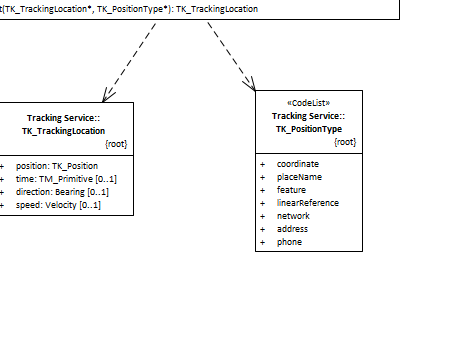 t(TK_TrackingLocation*, TK_PositionType*): TK_TrackingLocation
Tracking Service::
TK_TrackingLocation
{root}
+ position: TK_Position
+ time: TM_Primitive [0..1]
+ direction: Bearing [0..1]
+ speed: Velocity [0..1]
«CodeList»
Tracking Service::
TK_PositionType
{root}
+ coordinate
+ placeName
+ feature
+ linearReference
+ network
+ address
+ phone